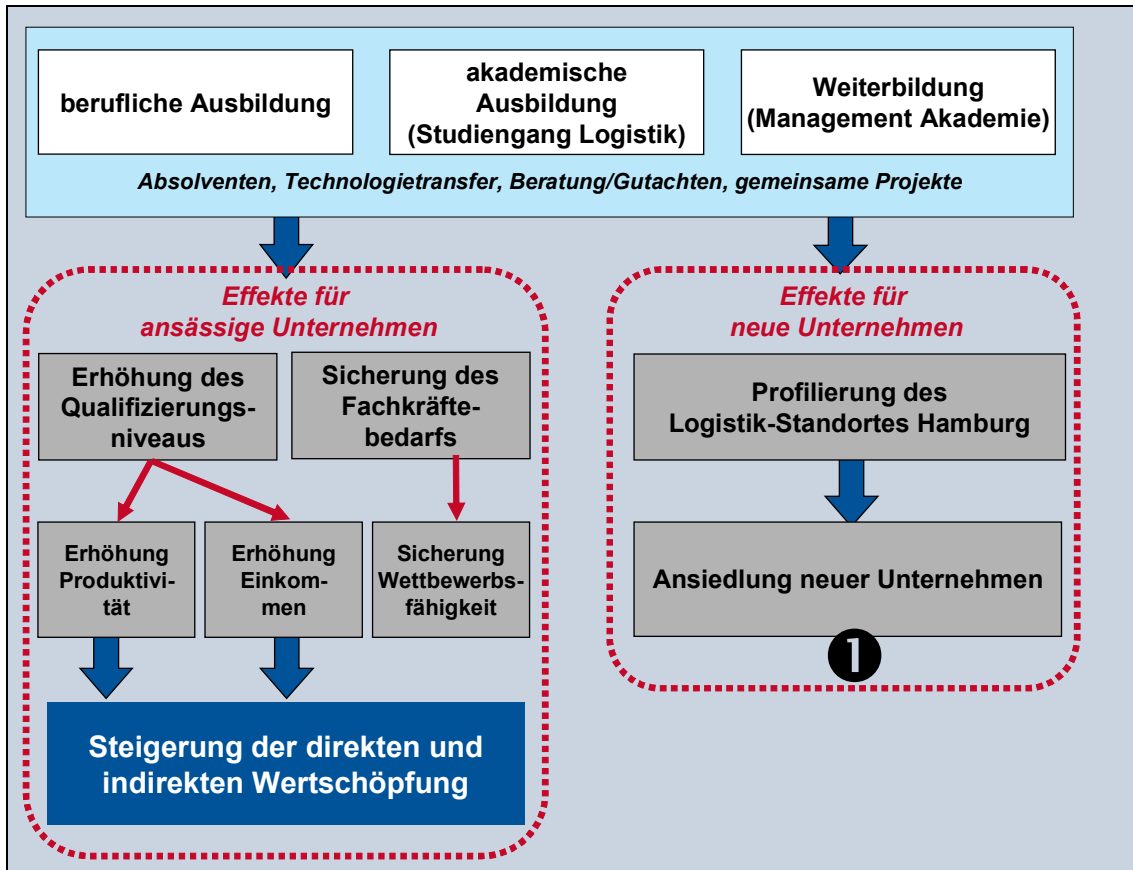 berufliche Ausbildung
akademische
Ausbildung
(Studiengang Logistik)
Weiterbildung
(Management Akademie)
Absolventen, Technologietransfer, Beratung/Gutachten, gemeinsame Projekte
Effekte für
ansässige Unternehmen
Erhöhung des
Qualifizierungs-
niveaus
Sicherung des
Fachkräfte-
bedarfs
Erhöhung
Produktivi-
tät
Erhöhung
Einkom-
men
Sicherung
Wettbewerbs-
fähigkeit
Steigerung der direkten und
indirekten Wertschöpfung
Effekte für
neue Unternehmen
Profilierung des
Logistik-Standortes Hamburg
Ansiedlung neuer Unternehmen
1